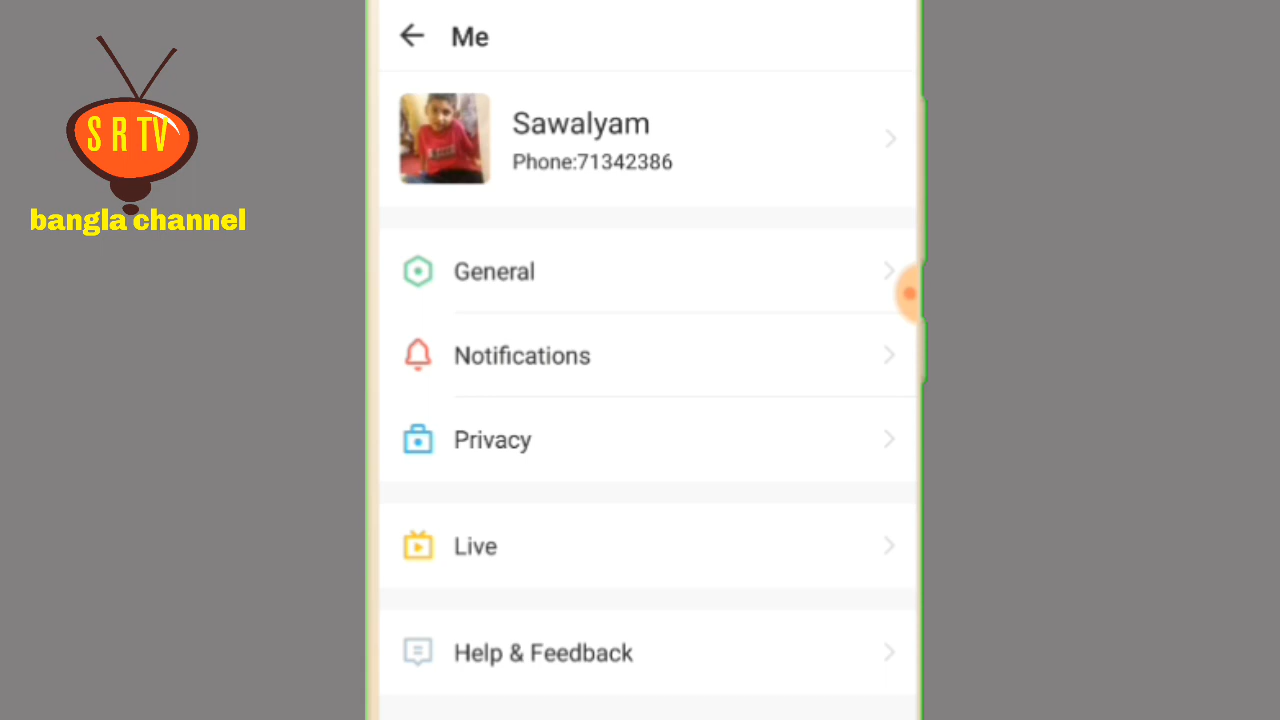 S R TV
bangla channel
Me
Sawalyam
Phone:71342386
General
Notifications
Privacy
Live
Help & Feedback